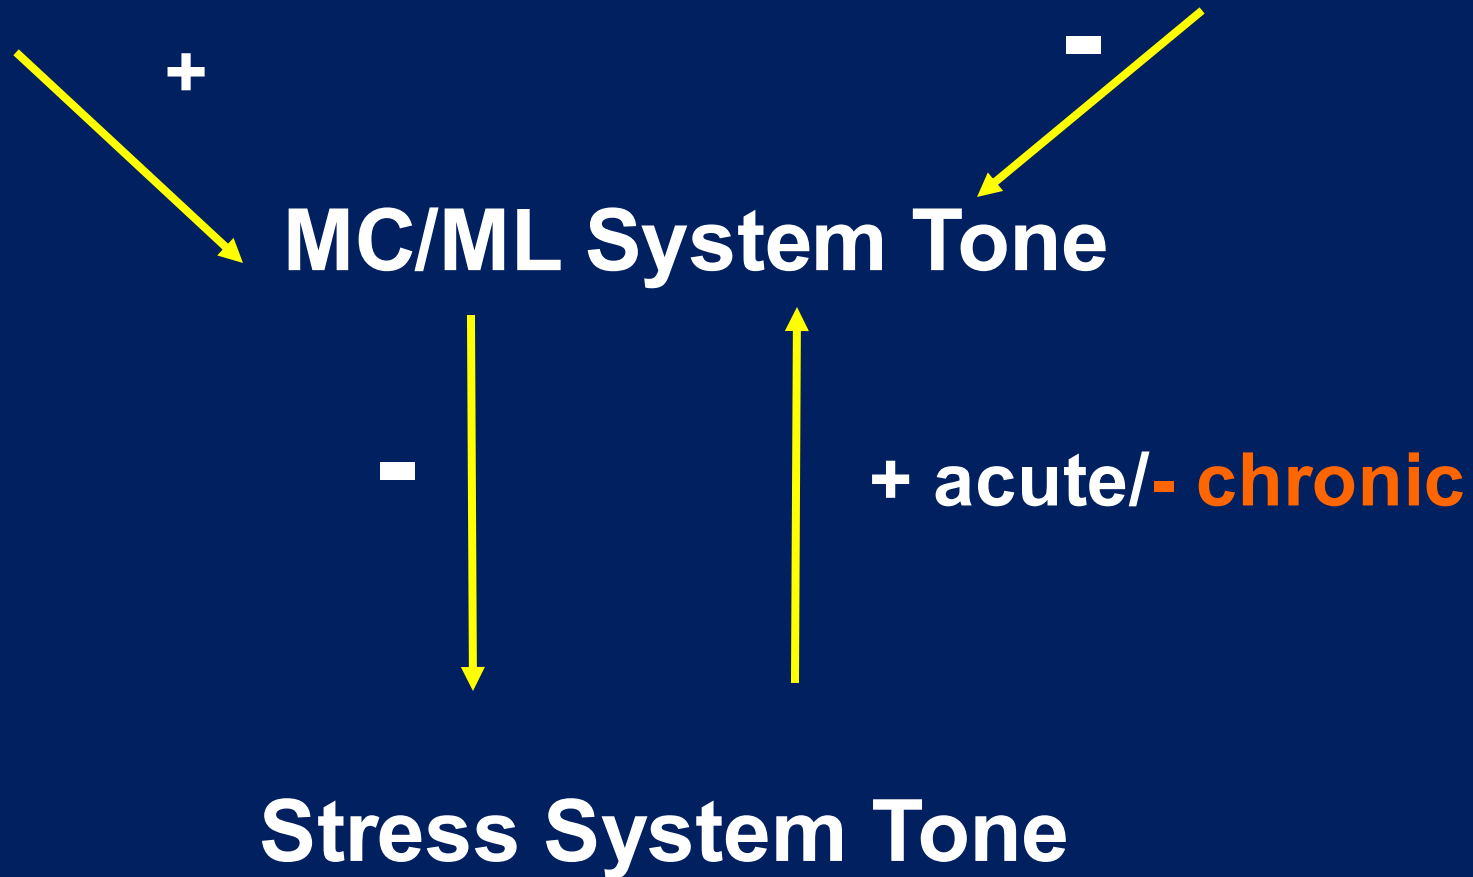 +
-
MC/ML System Tone
-
+ acute/- chronic
Stress System Tone